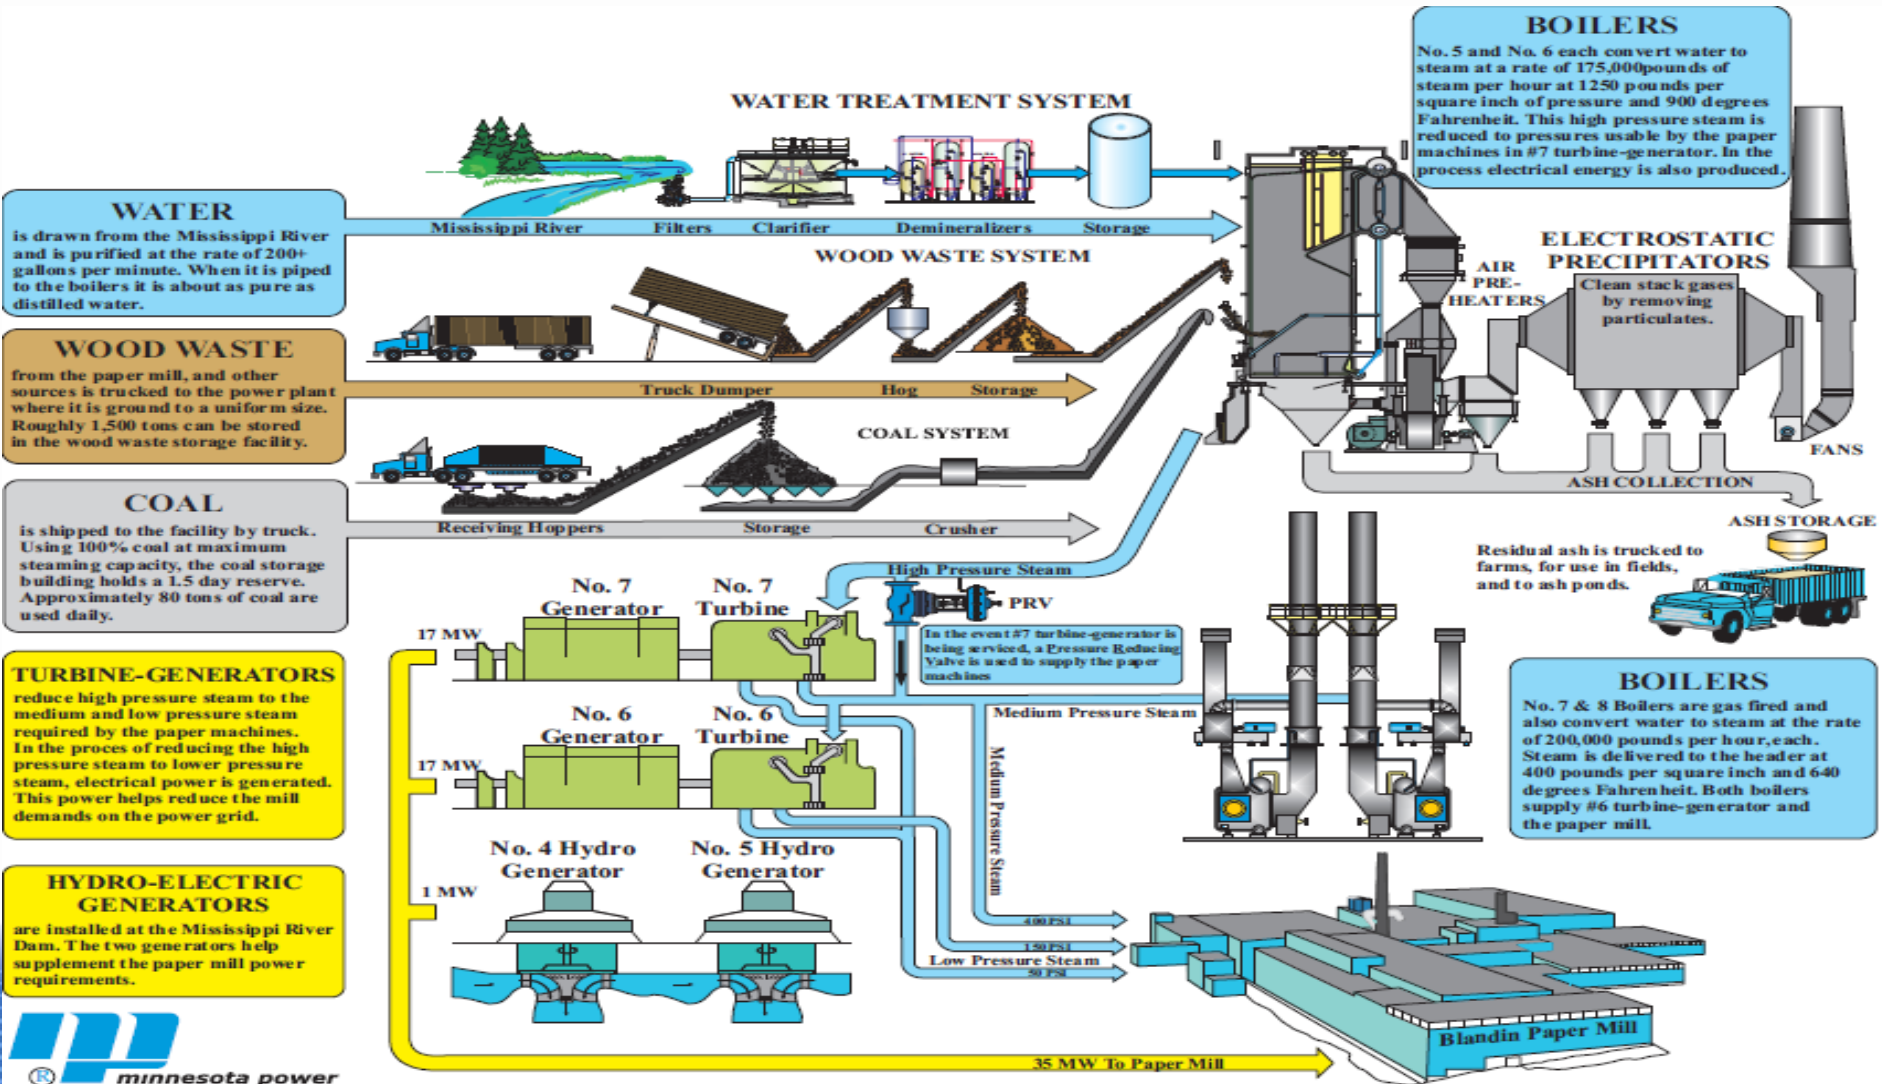 BOILERS
No. 5 and No. 6 each convert water to
steam at a rate of 175,000pounds of
steam per hour at 1250 pounds per
square inch of pressure and 900 degrees
Fahrenheit. This high pressure steam is
reduced to pressures usable by the paper
machines in #7 turbine-generator. In the
process electrical energy is also produced.
WATER TREATMENT SYSTEM
WATER
is drawn from the Mississippi River
and is purified at the rate of 200+
gallons per minute. When it is piped
to the boilers it is about as pure as
distilled water.
Mississippi River
Filters
Clarifier
Demineralizers
Storage
WOOD WASTE SYSTEM
ELECTROSTATIC
PRECIPITATORS
Clean stack gases
by removing
particulates.
AIR
PRE-
HEATERS
WOOD WASTE
from the paper mill, and other
sources is trucked to the power plant
where it is ground to a uniform size.
Roughly 1,500 tons can be stored
in the wood waste storage facility.
Truck Dumper
Hog
Storage
COAL SYSTEM
FANS
COAL
is shipped to the facility by truck.
Using 100% coal at maximum
steaming capacity, the coal storage
building holds a 1.5 day reserve.
Approximately 80 tons of coal are
used daily.
Receiving Hoppers
Storage
Crusher
ASH COLLECTION
ASH STORAGE
Residual ash is trucked to
farms, for use in fields,
and to ash ponds.
High Pressure Steam
No. 7
Generator
No. 7
Turbine
PRV
17 MW
In the event #7 turbine-generator is
being serviced, a Pressure Reducing
Valve is used to supply the paper
machines
TURBINE-GENERATORS
reduce high pressure steam to the
medium and low pressure steam
required by the paper machines.
In the proces of reducing the high
pressure steam to lower pressure
steam, electrical power is generated.
This power helps reduce the mill
demands on the power grid.
Medium Pressure Steam
No. 6
Generator
No. 6
Turbine
17 MW
Medium Pressure Steam
BOILERS
No. 7 & 8 Boilers are gas fired and
also convert water to steam at the rate
of 200,000 pounds per hour, each.
Steam is delivered to the header at
400 pounds per square inch and 640
degrees Fahrenheit. Both boilers
supply #6 turbine-generator and
the paper mill.
No. 4 Hydro
Generator
No. 5 Hydro
Generator
1 MW
HYDRO-ELECTRIC
GENERATORS
are installed at the Mississippi River
Dam. The two generators help
supplement the paper mill power
requirements.
400 PSI
150 PSI
Low Pressure Steam
50 PSI
Blandin Paper Mill
35 MW To Paper Mill
® minnesota power